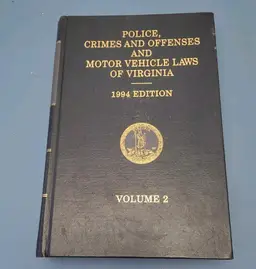 POLICE,
CRIMES AND OFFENSES
AND
MOTOR VEHICLE LAWS
OF VIRGINIA
1994 EDITION
VOLUME 2